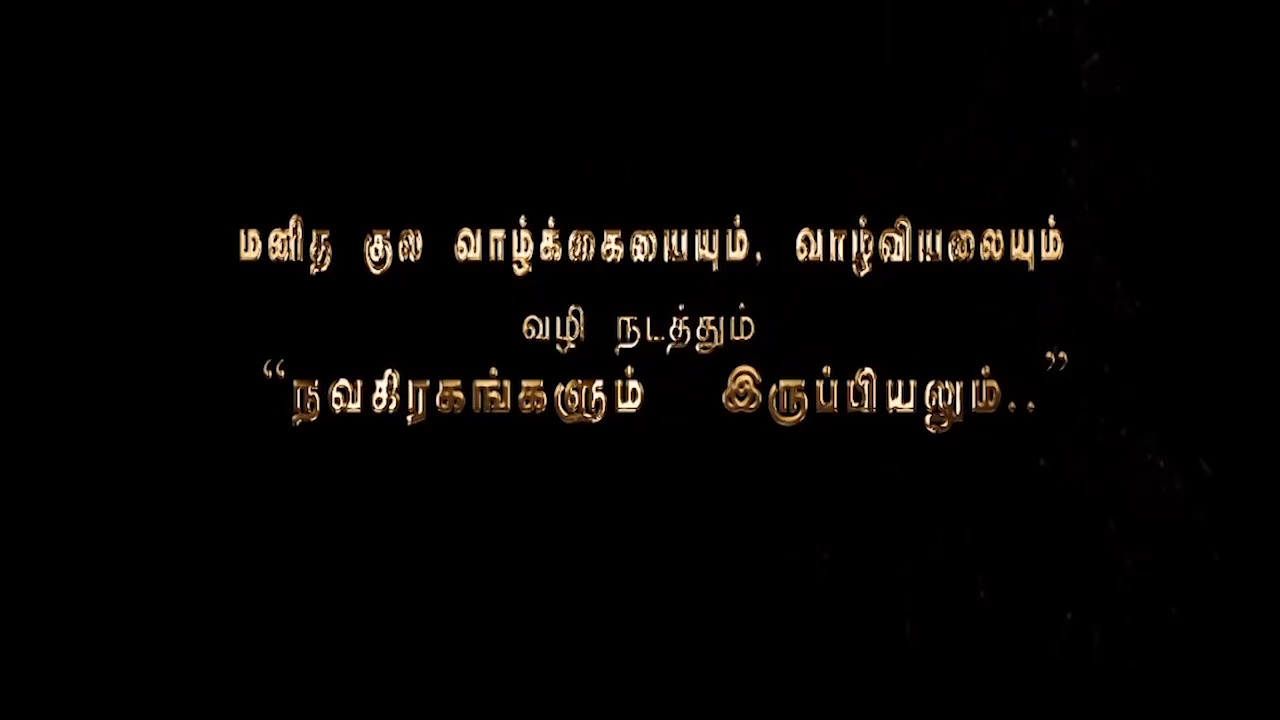 மனித குல வாழ்க்கையையும், வாழ்வியலையும்
வழி நடத்தும்
“நவகிரகங்களும் இருப்பியலும்..”